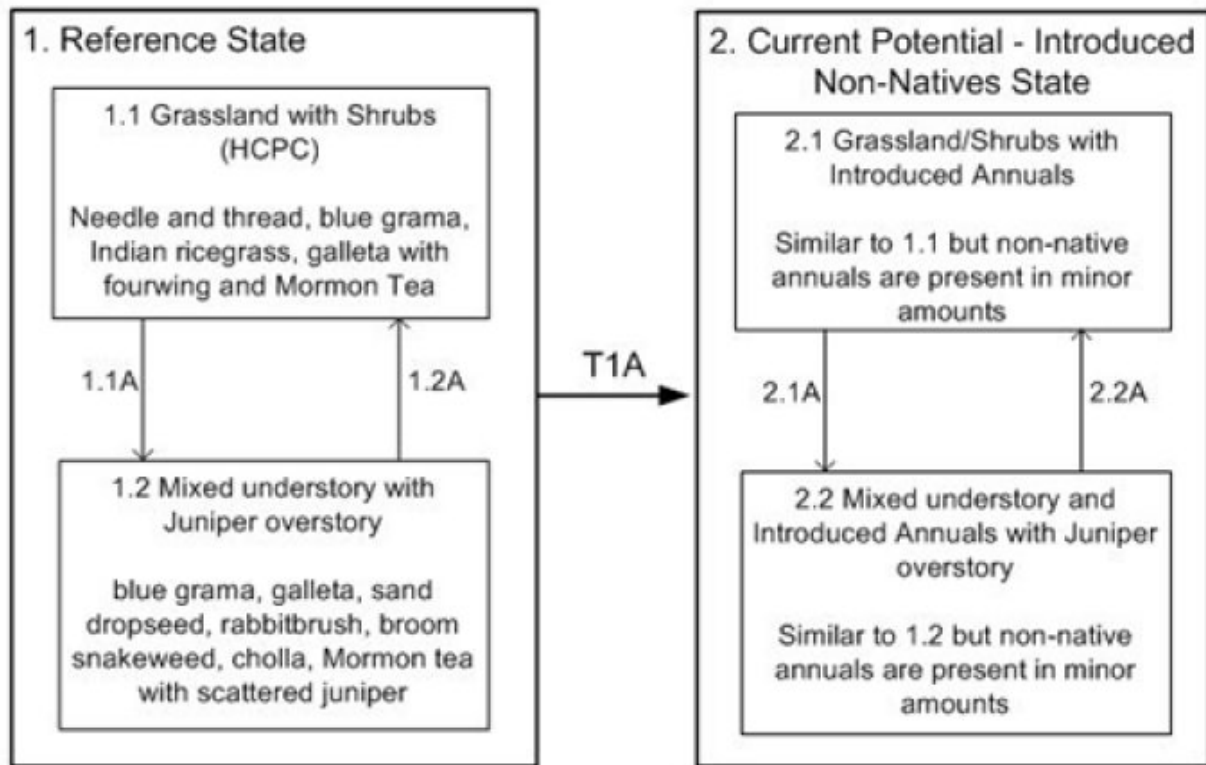 1. Reference State
1.1 Grassland with Shrubs
(HCPC)
Needle and thread, blue grama,
Indian ricegrass, galleta with
fourwing and Mormon Tea
1.1A
1.2A
1.2 Mixed understory with
Juniper overstory
blue grama, galleta, sand
dropseed, rabbitbrush, broom
snakeweed, cholla, Mormon tea
with scattered juniper
T1A
2. Current Potential - Introduced
Non-Natives State
2.1 Grassland/Shrubs with
Introduced Annuals
Similar to 1.1 but non-native
annuals are present in minor
amounts
2.1A
2.2A
2.2 Mixed understory and
Introduced Annuals with Juniper
overstory
Similar to 1.2 but non-native
annuals are present in minor
amounts